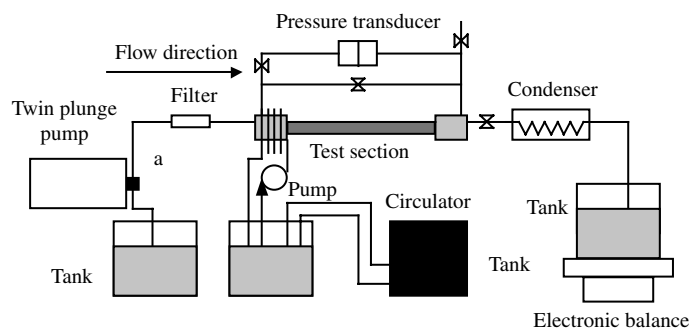 Pressure transducer
Flow direction
Filter
Condenser
Twin plunge
pump
a
Test section
Pump
Circulator
Tank
Tank
Tank
Electronic balance